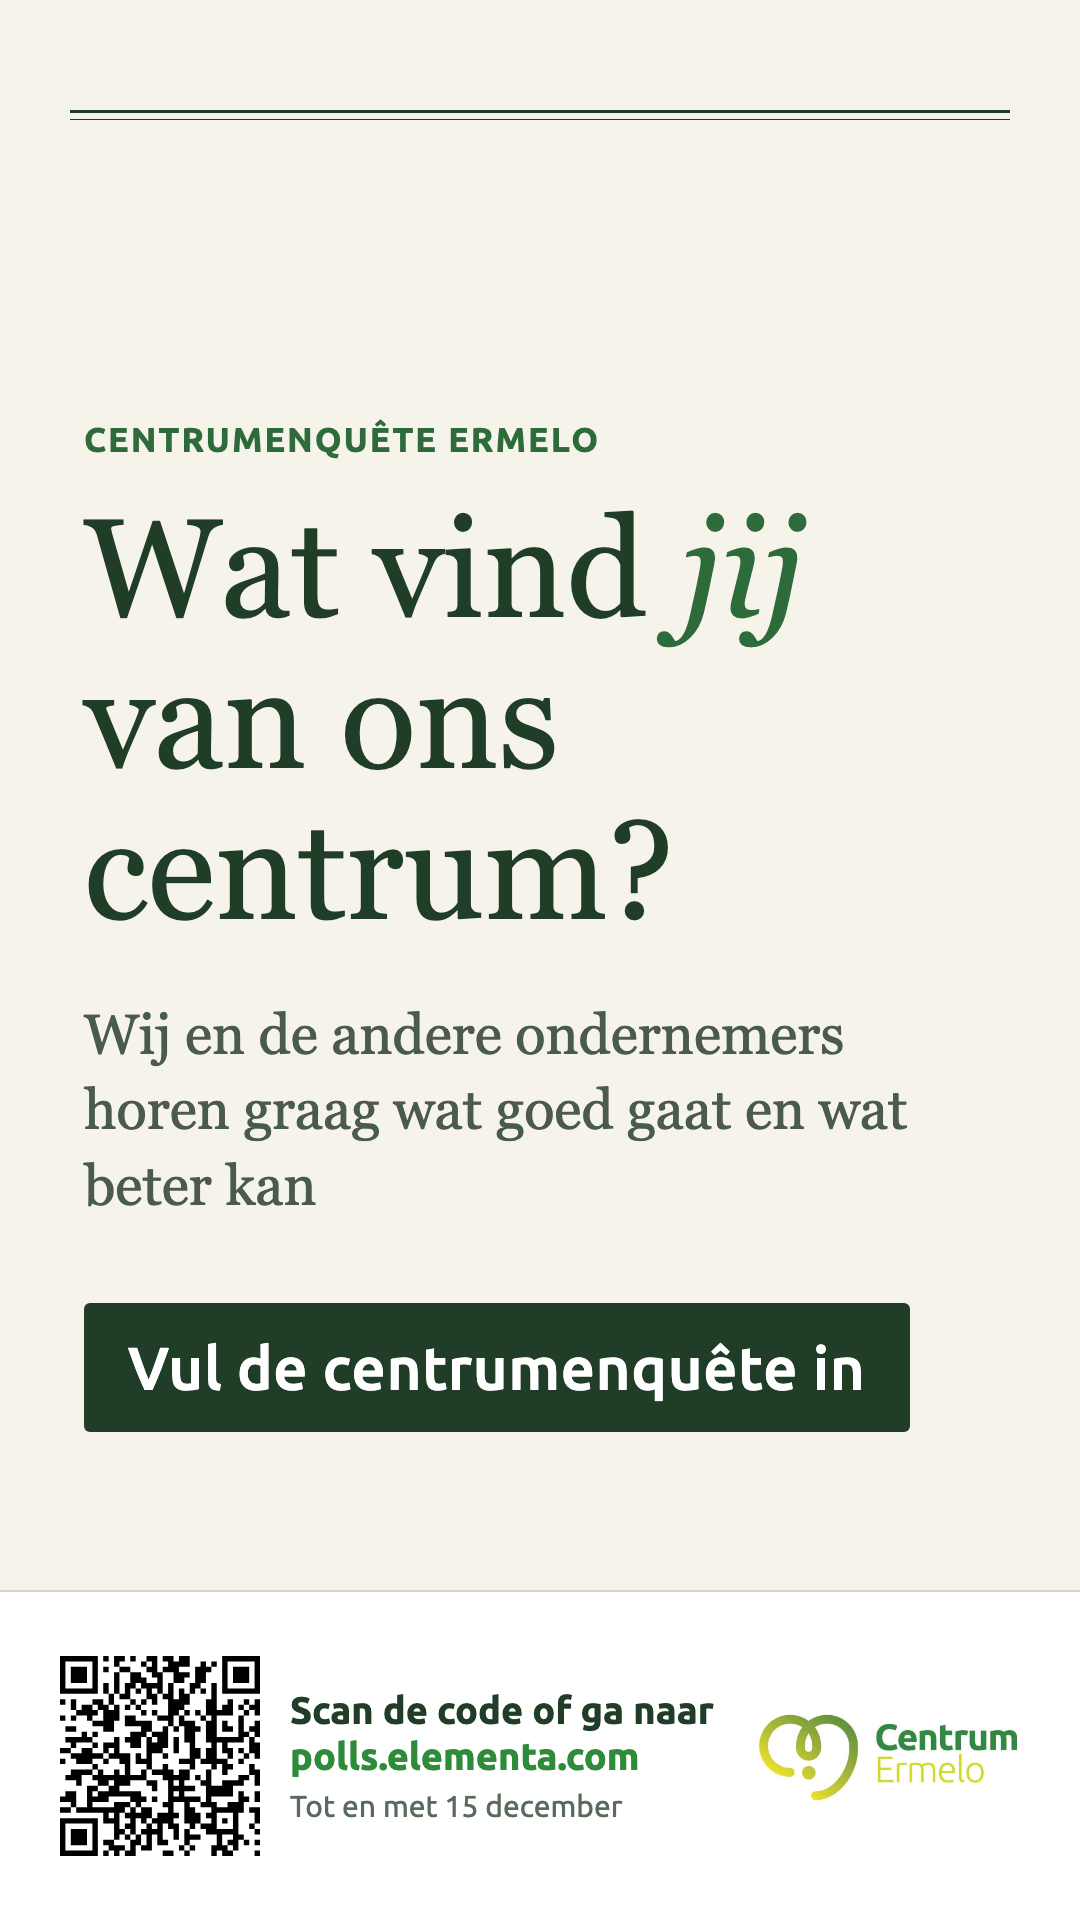 CENTRUMENQUÊTE ERMELO
Wat vind jij
van ons
centrum?
Wij en de andere ondernemers
horen graag wat goed gaat en wat
beter kan
Vul de centrumenquête in
Scan de code of ga naar
polls.elementa.com
Tot en met 15 december
Centrum
Ermelo